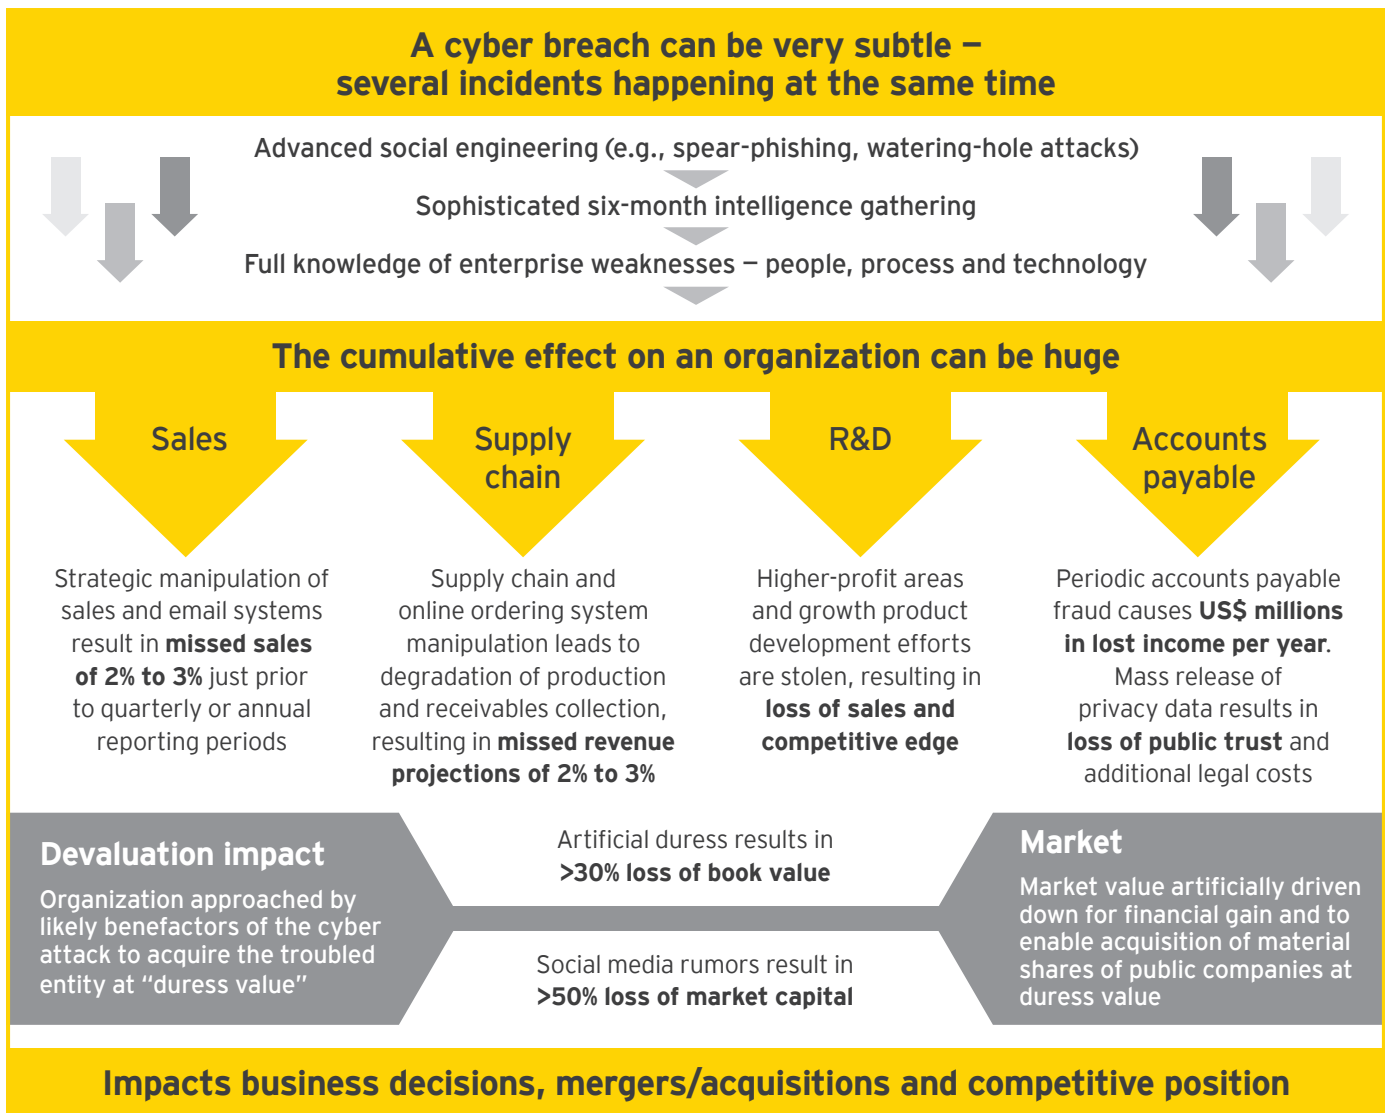 A cyber breach can be very subtle –
several incidents happening at the same time
Advanced social engineering (e.g., spear-phishing, watering-hole attacks)
Sophisticated six-month intelligence gathering
Full knowledge of enterprise weaknesses – people, process and technology
The cumulative effect on an organization can be huge
Sales
Strategic manipulation of
sales and email systems
result in missed sales
of 2% to 3% just prior
to quarterly or annual
reporting periods
Supply
chain
Supply chain and
online ordering system
manipulation leads to
degradation of production
and receivables collection,
resulting in missed revenue
projections of 2% to 3%
R&D
Higher-profit areas
and growth product
development efforts
are stolen, resulting in
loss of sales and
competitive edge
Accounts
payable
Periodic accounts payable
fraud causes US$ millions
in lost income per year.
Mass release of
privacy data results in
loss of public trust and
additional legal costs
Devaluation impact
Organization approached by
likely benefactors of the cyber
attack to acquire the troubled
entity at “duress value”
Artificial duress results in
>30% loss of book value
Social media rumors result in
>50% loss of market capital
Market
Market value artificially driven
down for financial gain and to
enable acquisition of material
shares of public companies at
duress value
Impacts business decisions, mergers/acquisitions and competitive position